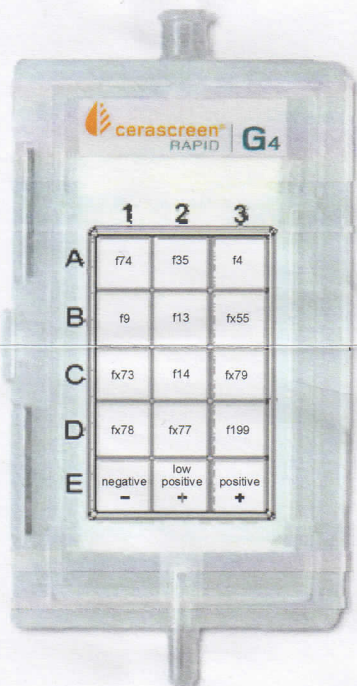 cerascreen®
RAPID
G4
1 2 3
A f74 f35 f4
B f9 f13 fx55
C fx73 f14 fx79
D fx78 fx77 f199
E negative low positive positive
- + +